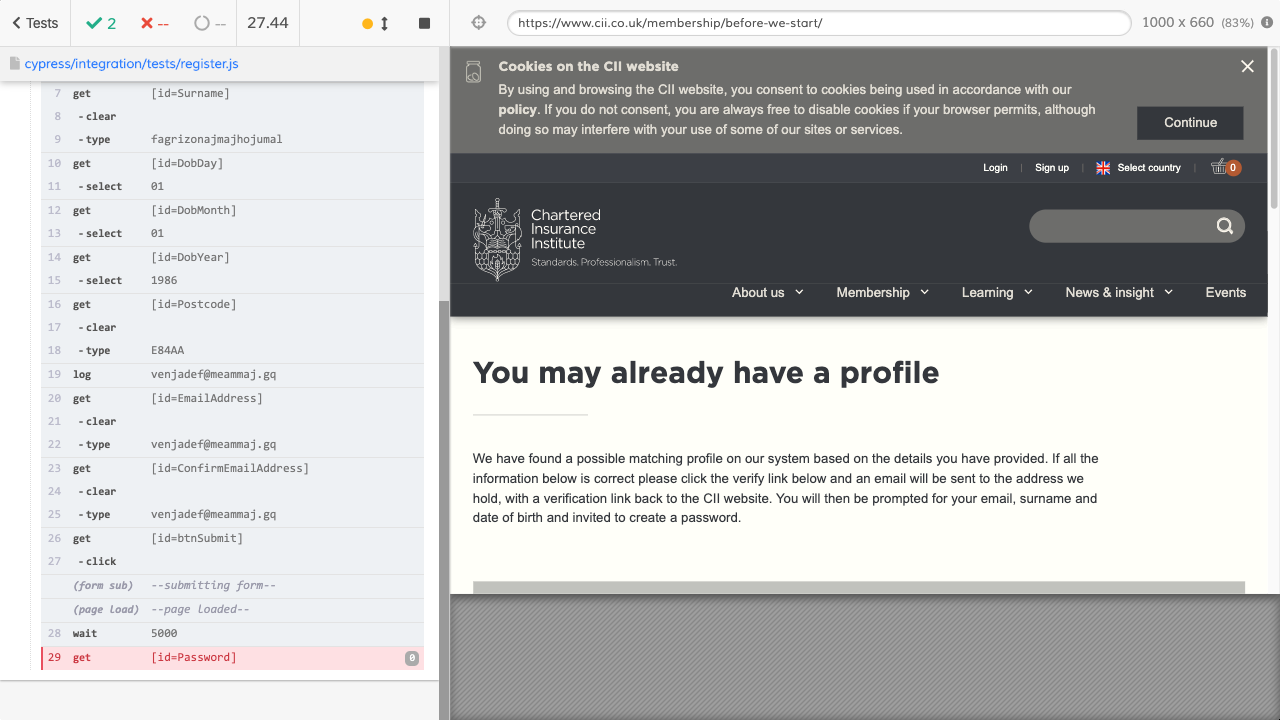 Tests
2
--
--
27.44
https://www.cii.co.uk/membership/before-we-start/
1000 x 660 (83%)
cypress/integration/tests/register.js
7 get [id=Surname]
8 - clear
9 - type fagrizonajmajhojumal
10 get [id=DobDay]
11 - select 01
12 get [id=DobMonth]
13 - select 01
14 get [id=DobYear]
15 - select 1986
16 get [id=Postcode]
17 - clear
18 - type E84AA
19 log venjadef@meammaj.gq
20 get [id=EmailAddress]
21 - clear
22 - type venjadef@meammaj.gq
23 get [id=ConfirmEmailAddress]
24 - clear
25 - type venjadef@meammaj.gq
26 get [id=btnSubmit]
27 - click
(form sub) --submitting form--
(page load) --page loaded--
28 wait 5000
29 get [id=Password] 0
Cookies on the CII website
By using and browsing the CII website, you consent to cookies being used in accordance with our
policy. If you do not consent, you are always free to disable cookies if your browser permits, although
doing so may interfere with your use of some of our sites or services.
Continue
Login | Sign up | Select country | 0
Chartered
Insurance
Institute
Standards. Professionalism. Trust.
About us Membership Learning News & insight Events
You may already have a profile
We have found a possible matching profile on our system based on the details you have provided. If all the
information below is correct please click the verify link below and an email will be sent to the address we
hold, with a verification link back to the CII website. You will then be prompted for your email, surname and
date of birth and invited to create a password.